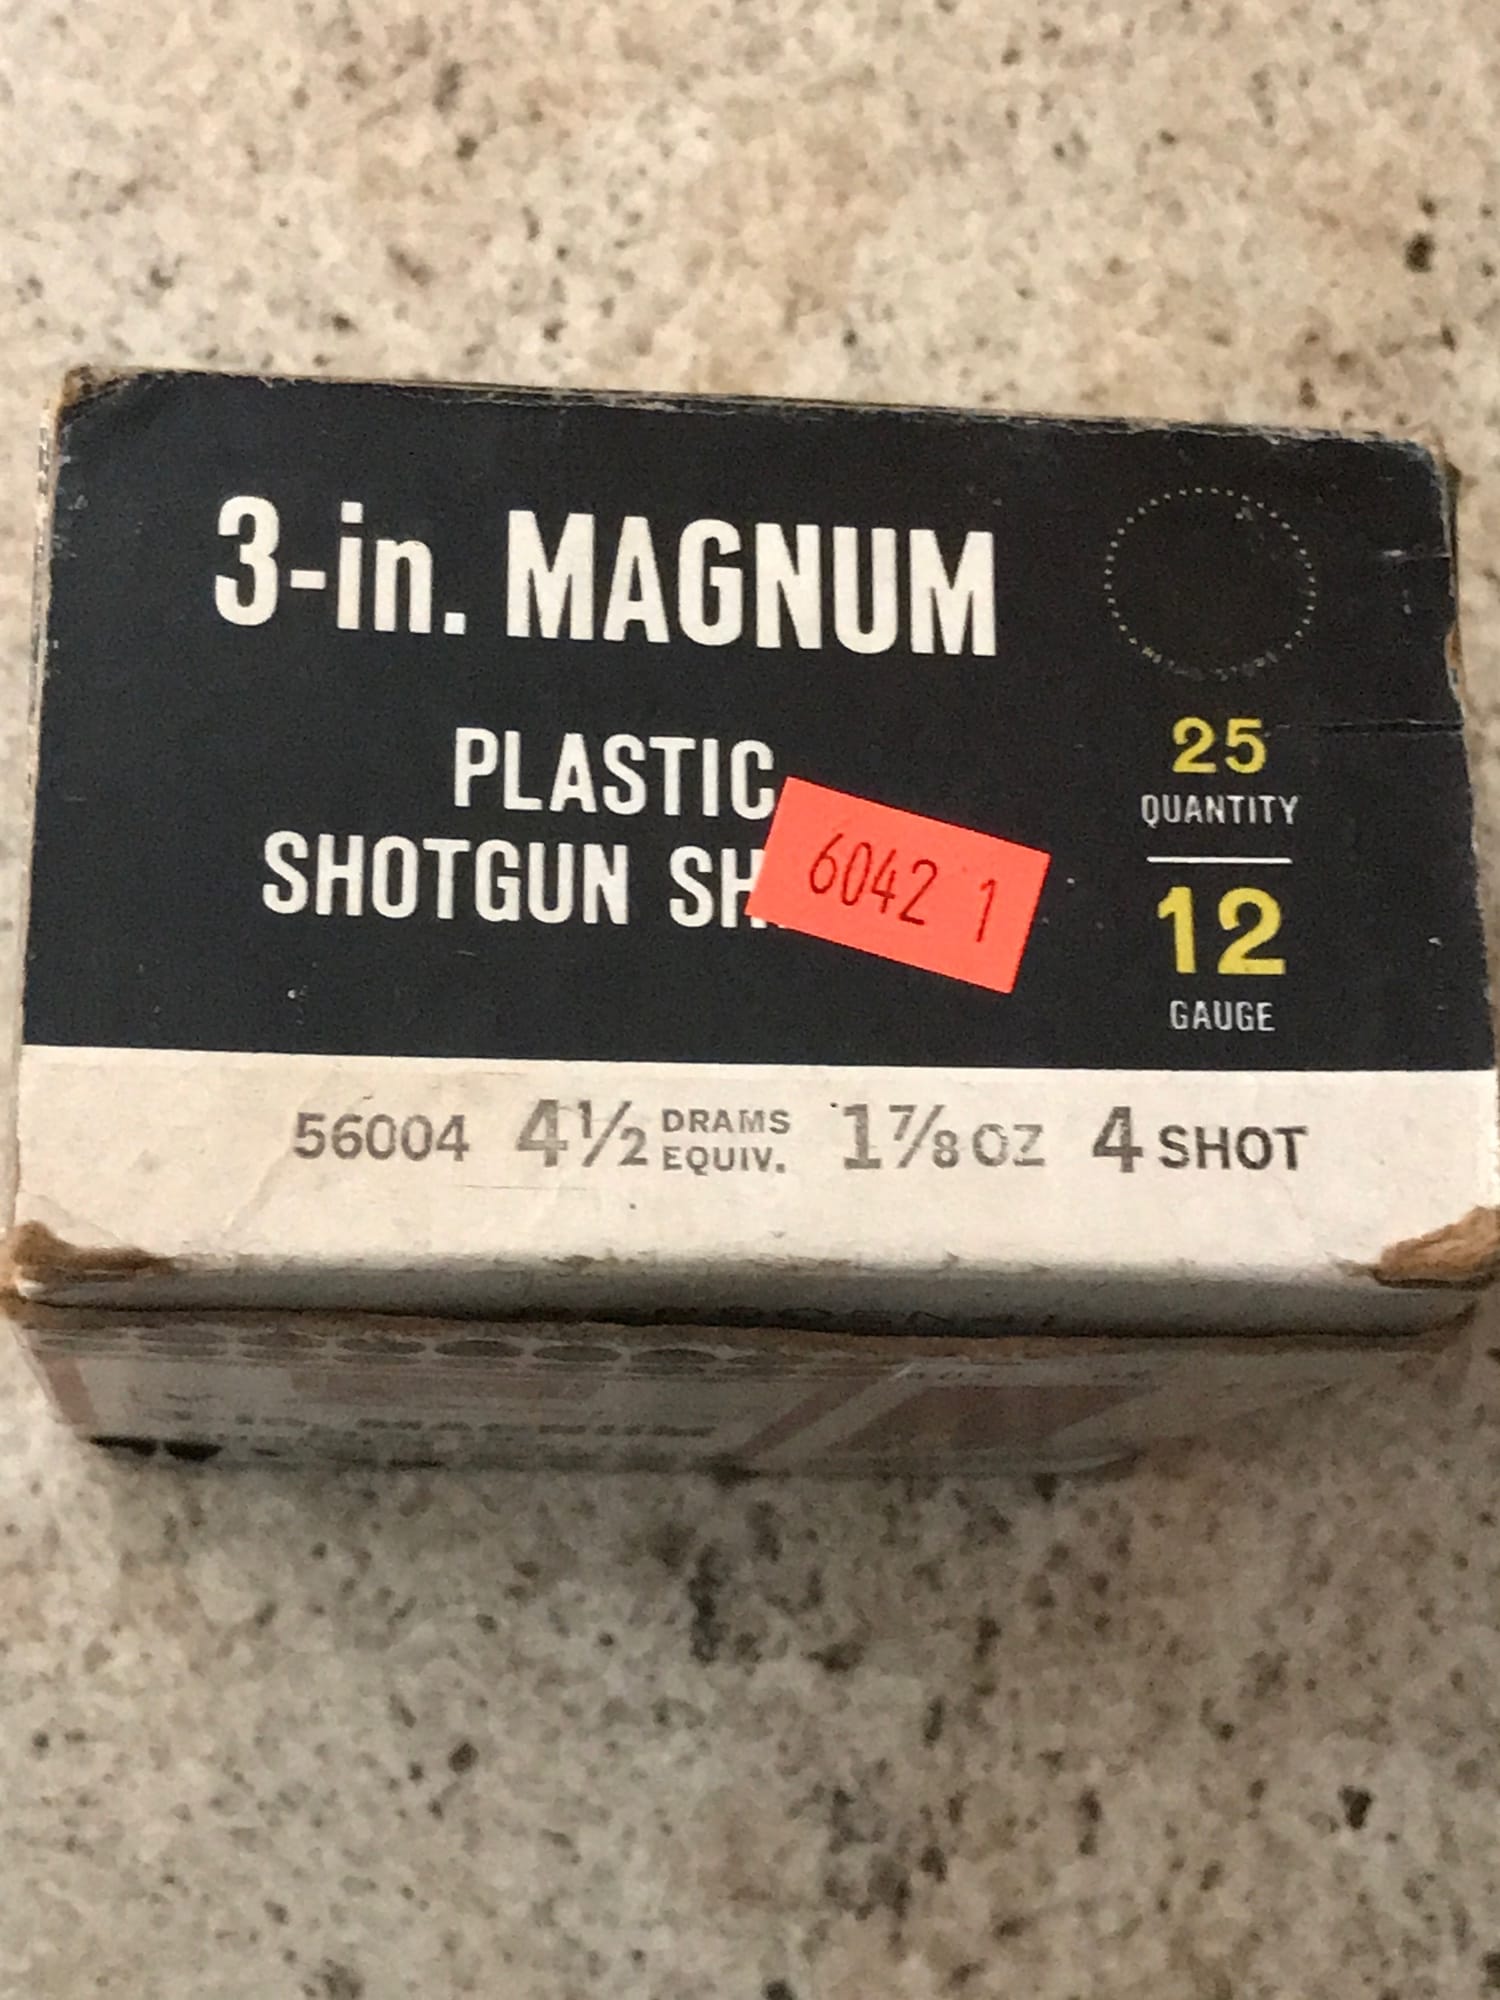 3-in. MAGNUM
PLASTIC
SHOTGUN SH
6042 1
25
QUANTITY
12
GAUGE
56004 4½ DRAMS EQUIV. 1⅞ OZ 4 SHOT